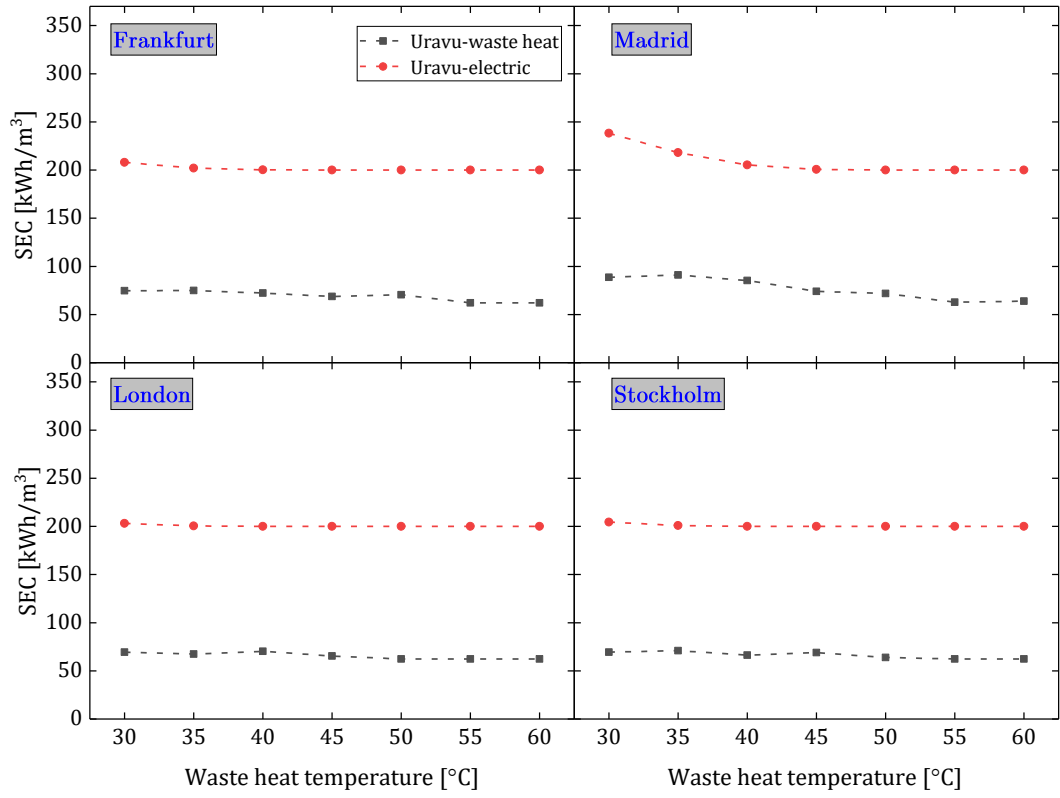 Frankfurt
Uravu-waste heat
Uravu-electric
Madrid
350
300
250
200
150
100
50
0
SEC [kWh/m³]
London
Stockholm
350
300
250
200
150
100
50
0
SEC [kWh/m³]
30 35 40 45 50 55 60 30 35 40 45 50 55 60
Waste heat temperature [°C] Waste heat temperature [°C]